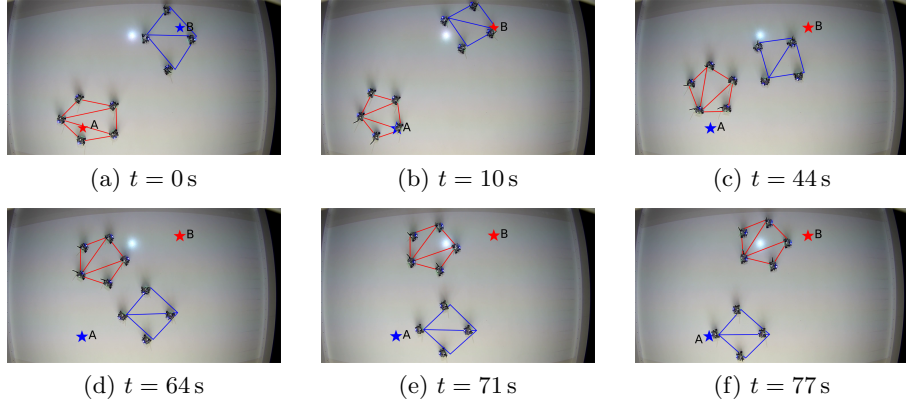 B
A
(a) t = 0 s
B
A
(b) t = 10 s
B
A
(c) t = 44 s
B
A
(d) t = 64 s
B
A
(e) t = 71 s
B
A
(f) t = 77 s